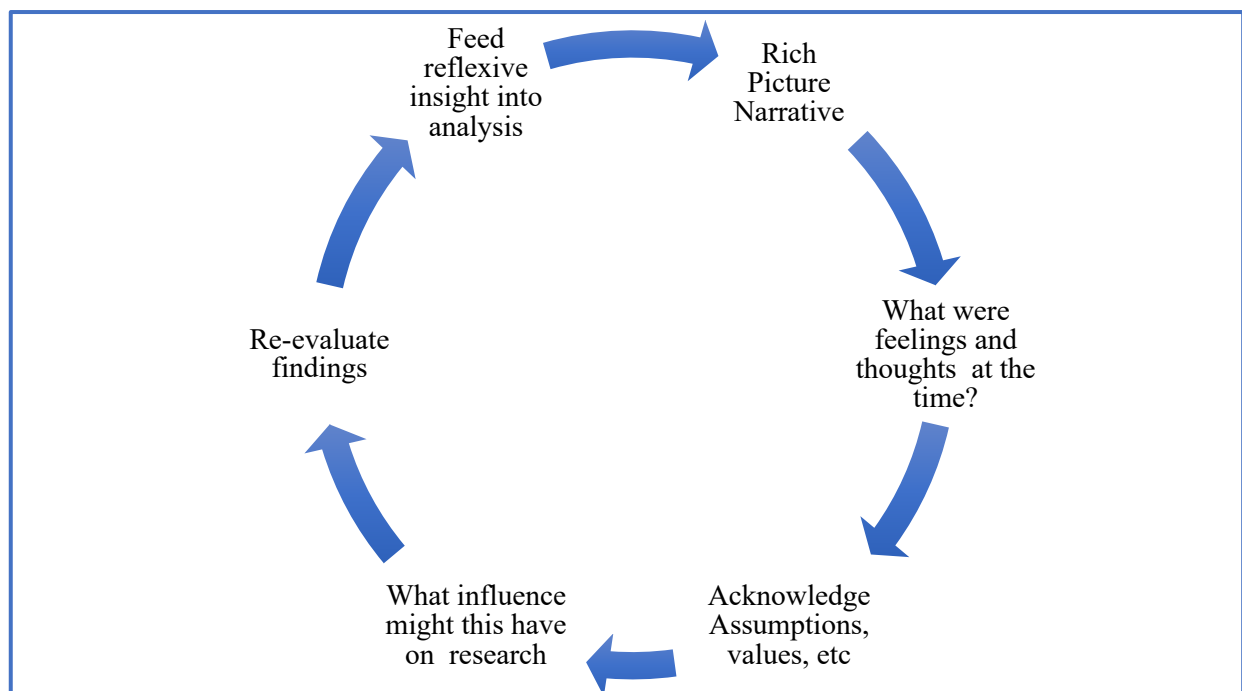 Feed
reflexive
insight into
analysis
Rich
Picture
Narrative
What were
feelings and
thoughts  at the
time?
Acknowledge
Assumptions,
values, etc
What influence
might this have
on  research
Re-evaluate
findings